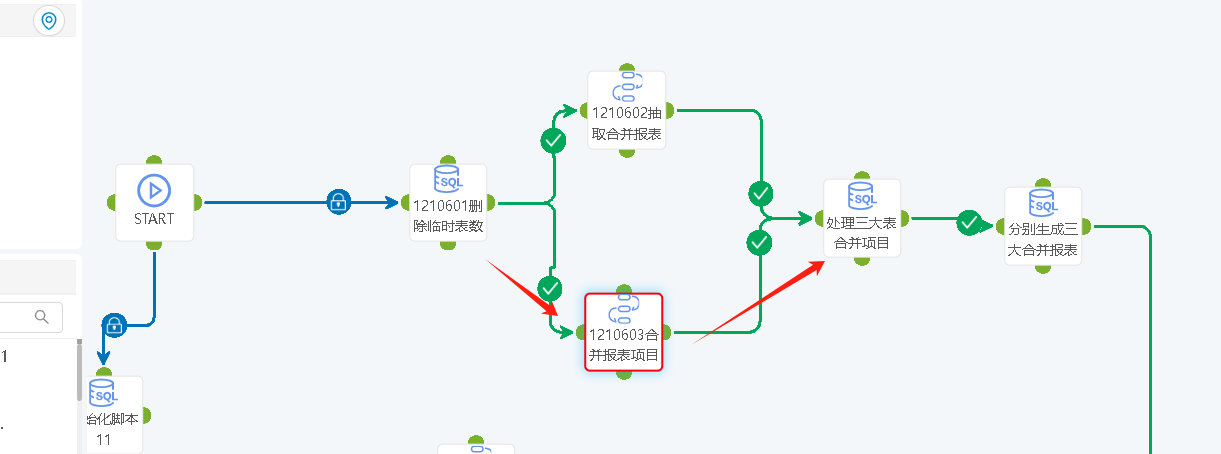 1210602抽
取合并报表
START
SQL
1210601删
除临时表数
SQL
处理三大表
合并项目
SQL
分别生成三
大合并报表
1210603合
并报表项目
1
SQL
始化脚本
11